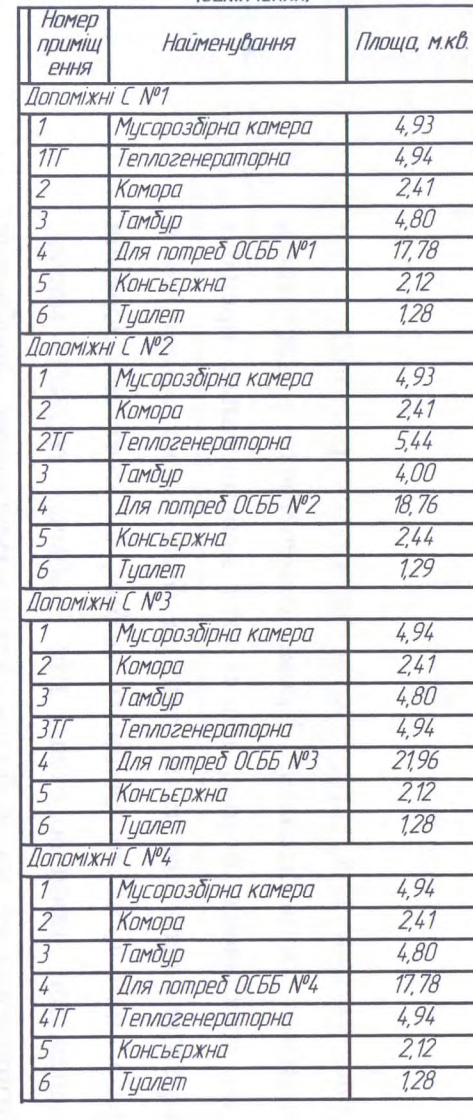 Номер приміщення Найменування Площа, м.кв.
Допоміжні С №1
1 Мусорозбірна камера 4,93
1ТГ Теплогенераторна 4,94
2 Комора 2,41
3 Тамбур 4,80
4 Для потреб ОСББ №1 17,78
5 Консьєржна 2,12
6 Туалет 1,28
Допоміжні С №2
1 Мусорозбірна камера 4,93
2 Комора 2,41
2ТГ Теплогенераторна 5,44
3 Тамбур 4,00
4 Для потреб ОСББ №2 18,76
5 Консьєржна 2,44
6 Туалет 1,29
Допоміжні С №3
1 Мусорозбірна камера 4,94
2 Комора 2,41
3 Тамбур 4,80
3ТГ Теплогенераторна 4,94
4 Для потреб ОСББ №3 21,96
5 Консьєржна 2,12
6 Туалет 1,28
Допоміжні С №4
1 Мусорозбірна камера 4,94
2 Комора 2,41
3 Тамбур 4,80
4 Для потреб ОСББ №4 17,78
4ТГ Теплогенераторна 4,94
5 Консьєржна 2,12
6 Туалет 1,28